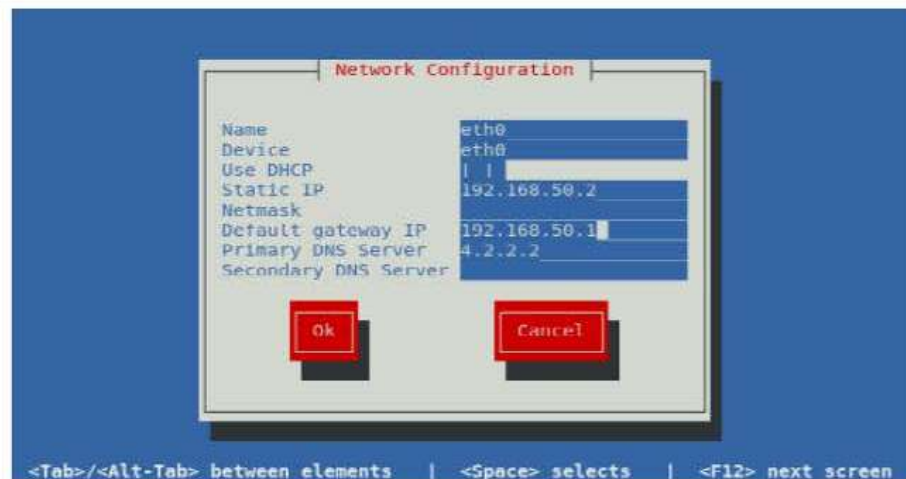 Network Configuration
Name eth0
Device eth0
Use DHCP [ ]
Static IP 192.168.50.2
Netmask
Default gateway IP 192.168.50.1
Primary DNS Server 4.2.2.2
Secondary DNS Server
Ok Cancel
<Tab>/<Alt-Tab> between elements | <Space> selects | <F12> next screen